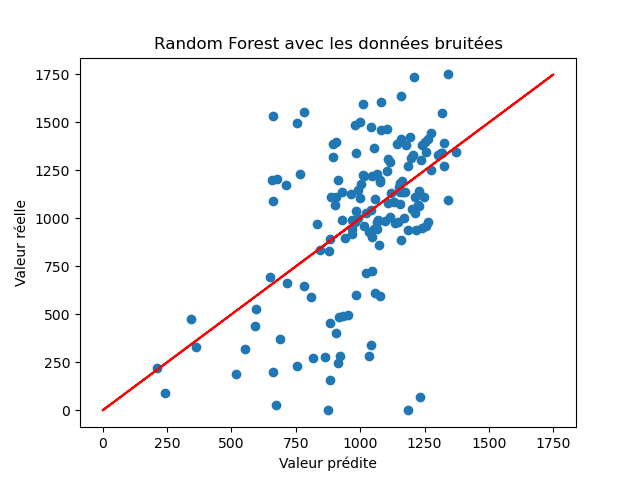 Random Forest avec les données bruitées
1750
1500
1250
1000
750
500
250
0
Valeur réelle
0 250 500 750 1000 1250 1500 1750
Valeur prédite